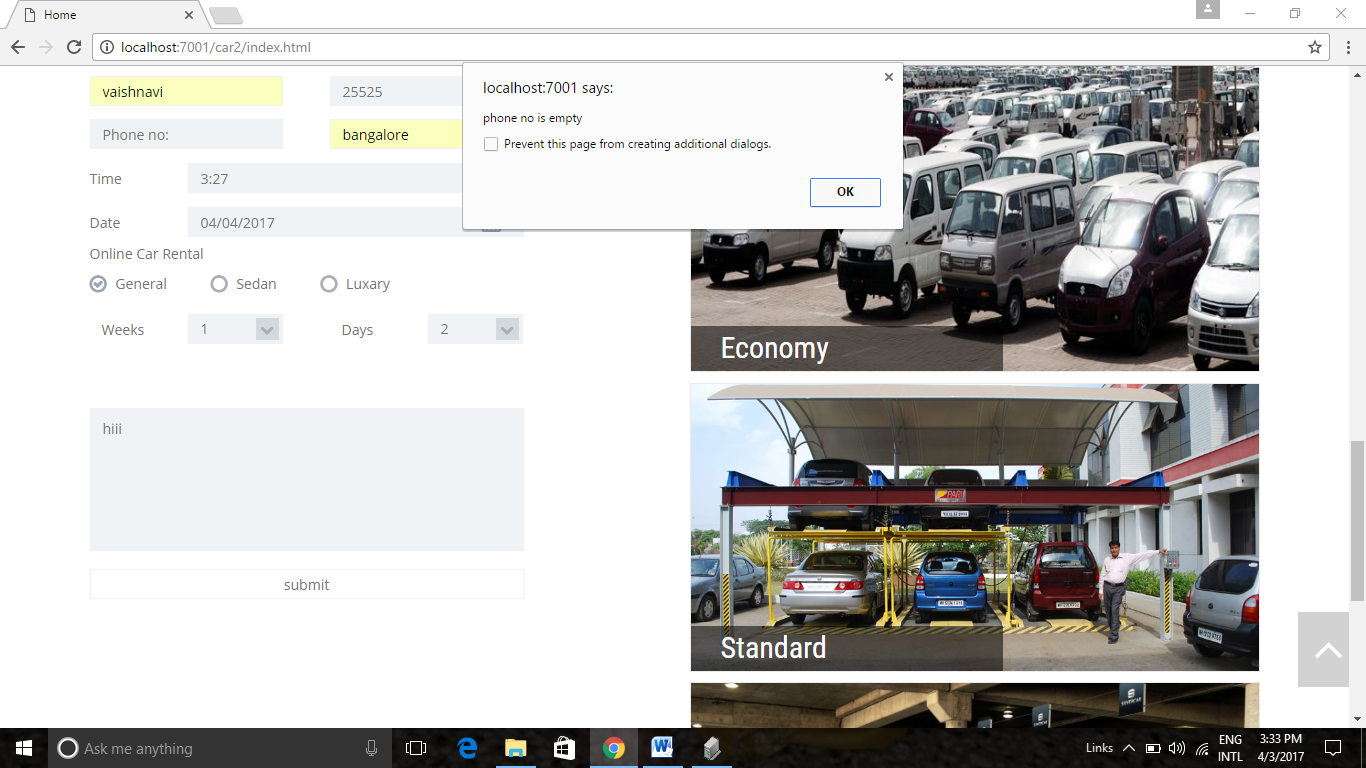 Home
localhost:7001/car2/index.html
localhost:7001 says:
phone no is empty
Prevent this page from creating additional dialogs.
OK
vaishnavi
25525
Phone no:
bangalore
Time
3:27
Date
04/04/2017
Online Car Rental
General
Sedan
Luxary
Weeks
1
Days
2
hiii
submit
Economy
PARI
Standard
Ask me anything
Links
ENG
INTL
3:33 PM
4/3/2017